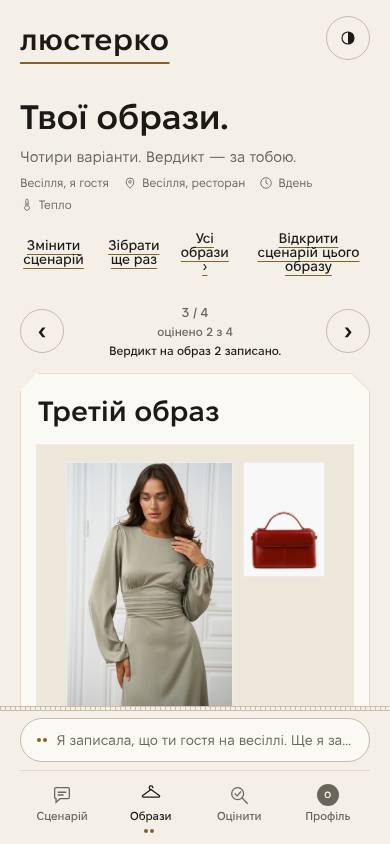 люстерко
Твої образи.
Чотири варіанти. Вердикт — за тобою.
Весілля, я гостя Весілля, ресторан Вдень
Тепло
Змінити сценарій
Зібрати ще раз
Усі образи ›
Відкрити сценарій цього образу
‹
3 / 4
оцінено 2 з 4
Вердикт на образ 2 записано.
›
Третій образ
Я записала, що ти гостя на весіллі. Ще я за...
Сценарій Образи Оцінити Профіль
О